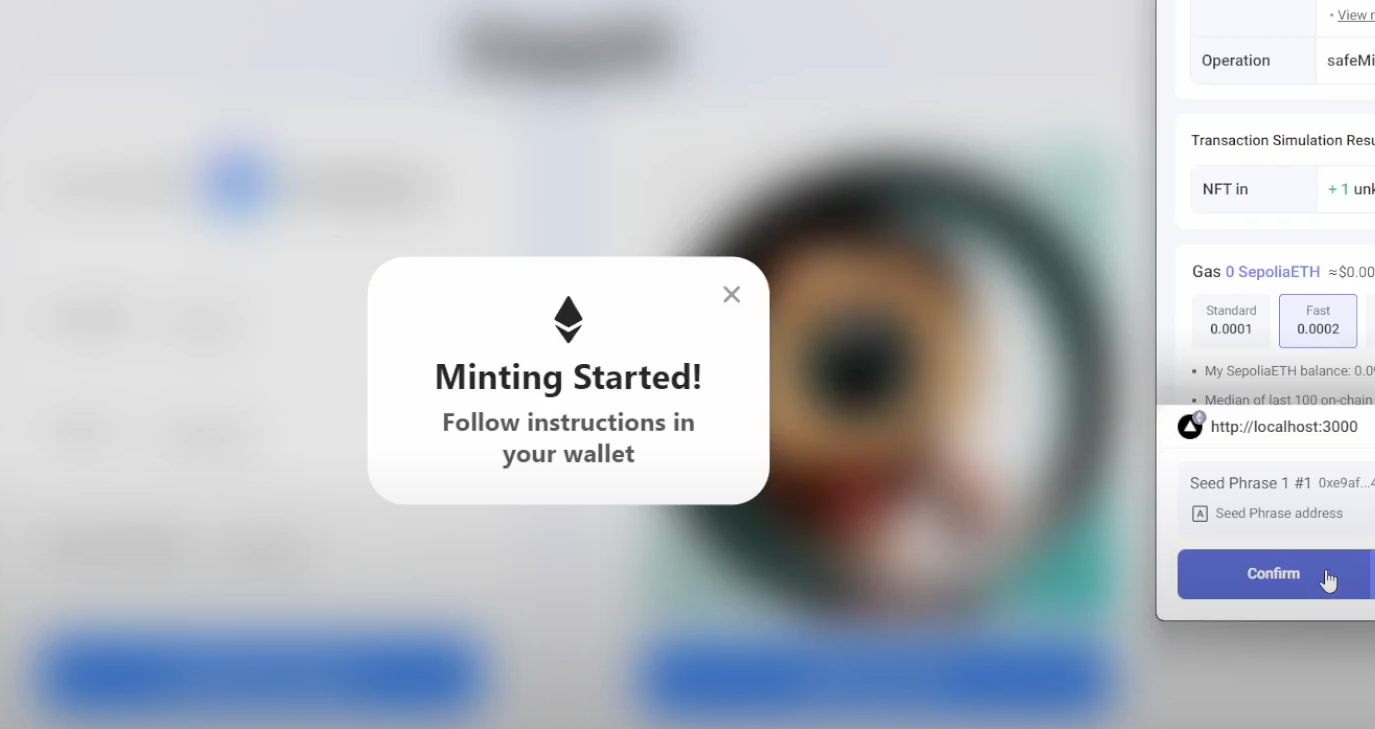 Minting Started!
Follow instructions in
your wallet
• View
Operation
safeMi
Transaction Simulation Resu
NFT in
+ 1 unk
Gas 0 SepoliaETH ≈$0.00
Standard
0.0001
Fast
0.0002
• My SepoliaETH balance: 0.0
• Median of last 100 on-chain
http://localhost:3000
Seed Phrase 1 #1 0xe9af...4
A Seed Phrase address
Confirm